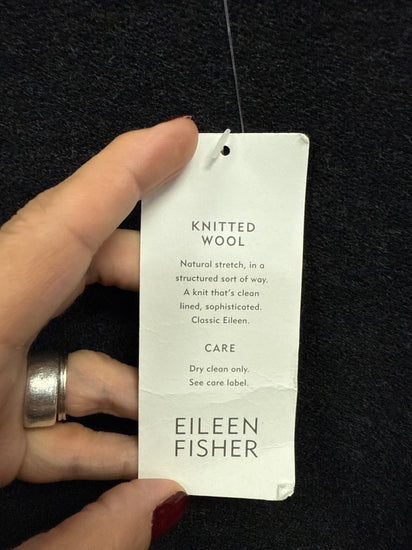 KNITTED
WOOL
Natural stretch, in a
structured sort of way.
A knit that's clean
lined, sophisticated.
Classic Eileen.
CARE
Dry clean only.
See care label.
EILEEN
FISHER